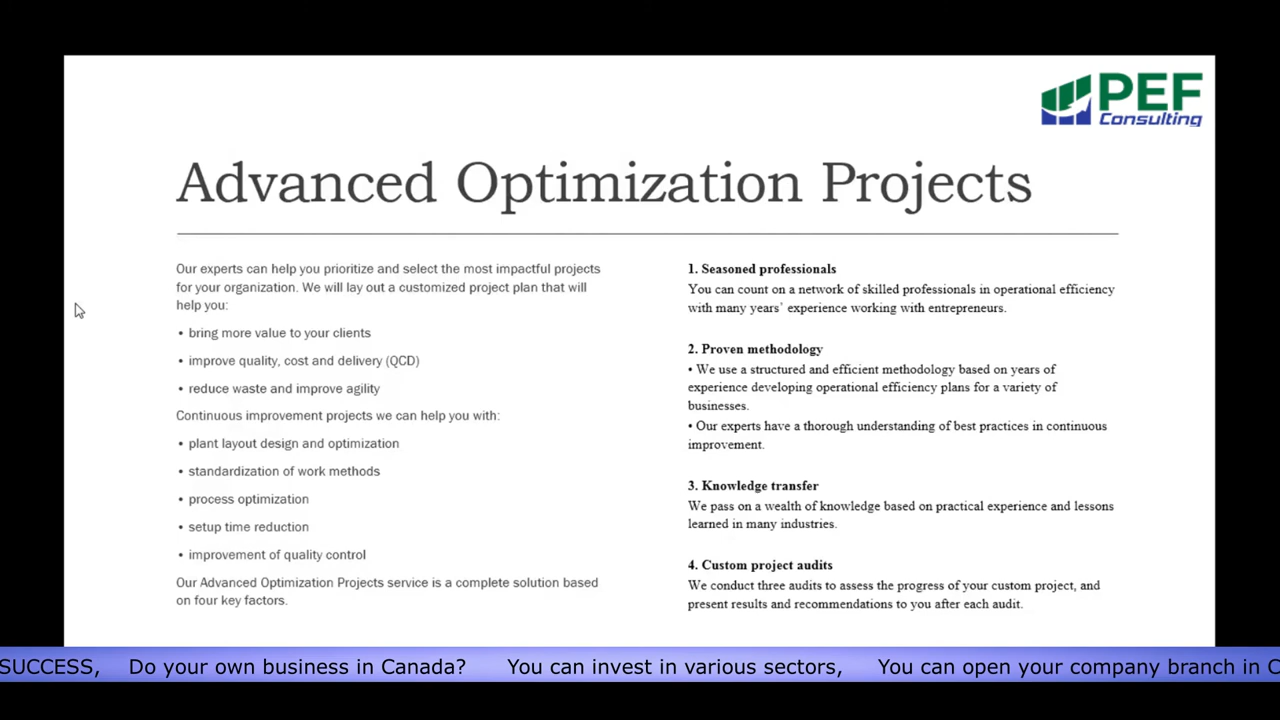 PEF
Consulting
Advanced Optimization Projects
Our experts can help you prioritize and select the most impactful projects
for your organization. We will lay out a customized project plan that will
help you:
• bring more value to your clients
• improve quality, cost and delivery (QCD)
• reduce waste and improve agility
Continuous improvement projects we can help you with:
• plant layout design and optimization
• standardization of work methods
• process optimization
• setup time reduction
• improvement of quality control
Our Advanced Optimization Projects service is a complete solution based
on four key factors.
1. Seasoned professionals
You can count on a network of skilled professionals in operational efficiency
with many years’ experience working with entrepreneurs.
2. Proven methodology
• We use a structured and efficient methodology based on years of
experience developing operational efficiency plans for a variety of
businesses.
• Our experts have a thorough understanding of best practices in continuous
improvement.
3. Knowledge transfer
We pass on a wealth of knowledge based on practical experience and lessons
learned in many industries.
4. Custom project audits
We conduct three audits to assess the progress of your custom project, and
present results and recommendations to you after each audit.
SUCCESS, Do your own business in Canada? You can invest in various sectors, You can open your company branch in